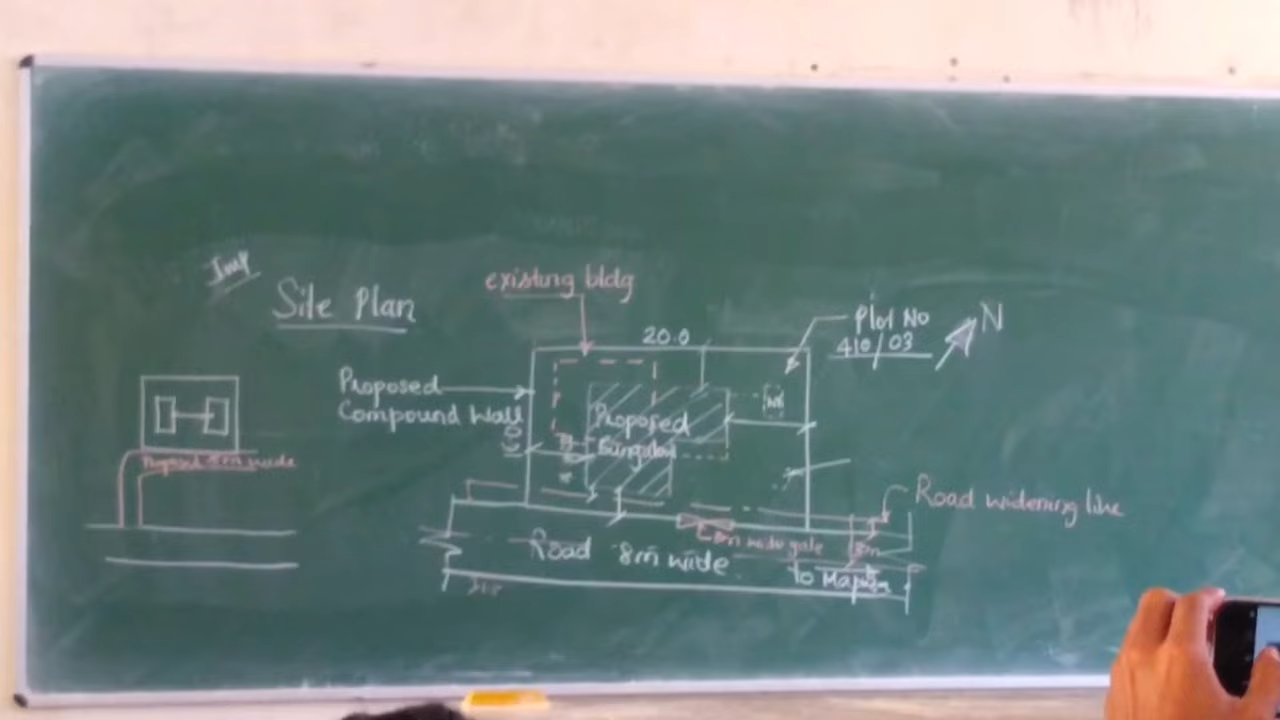 Imp
Site Plan
existing bldg
20.0
Plot No
410/03
N
Proposed
Compound Wall
Proposed
Bungalow
Road widening line
wide gate
3m
Road 8m wide
to Mapusa